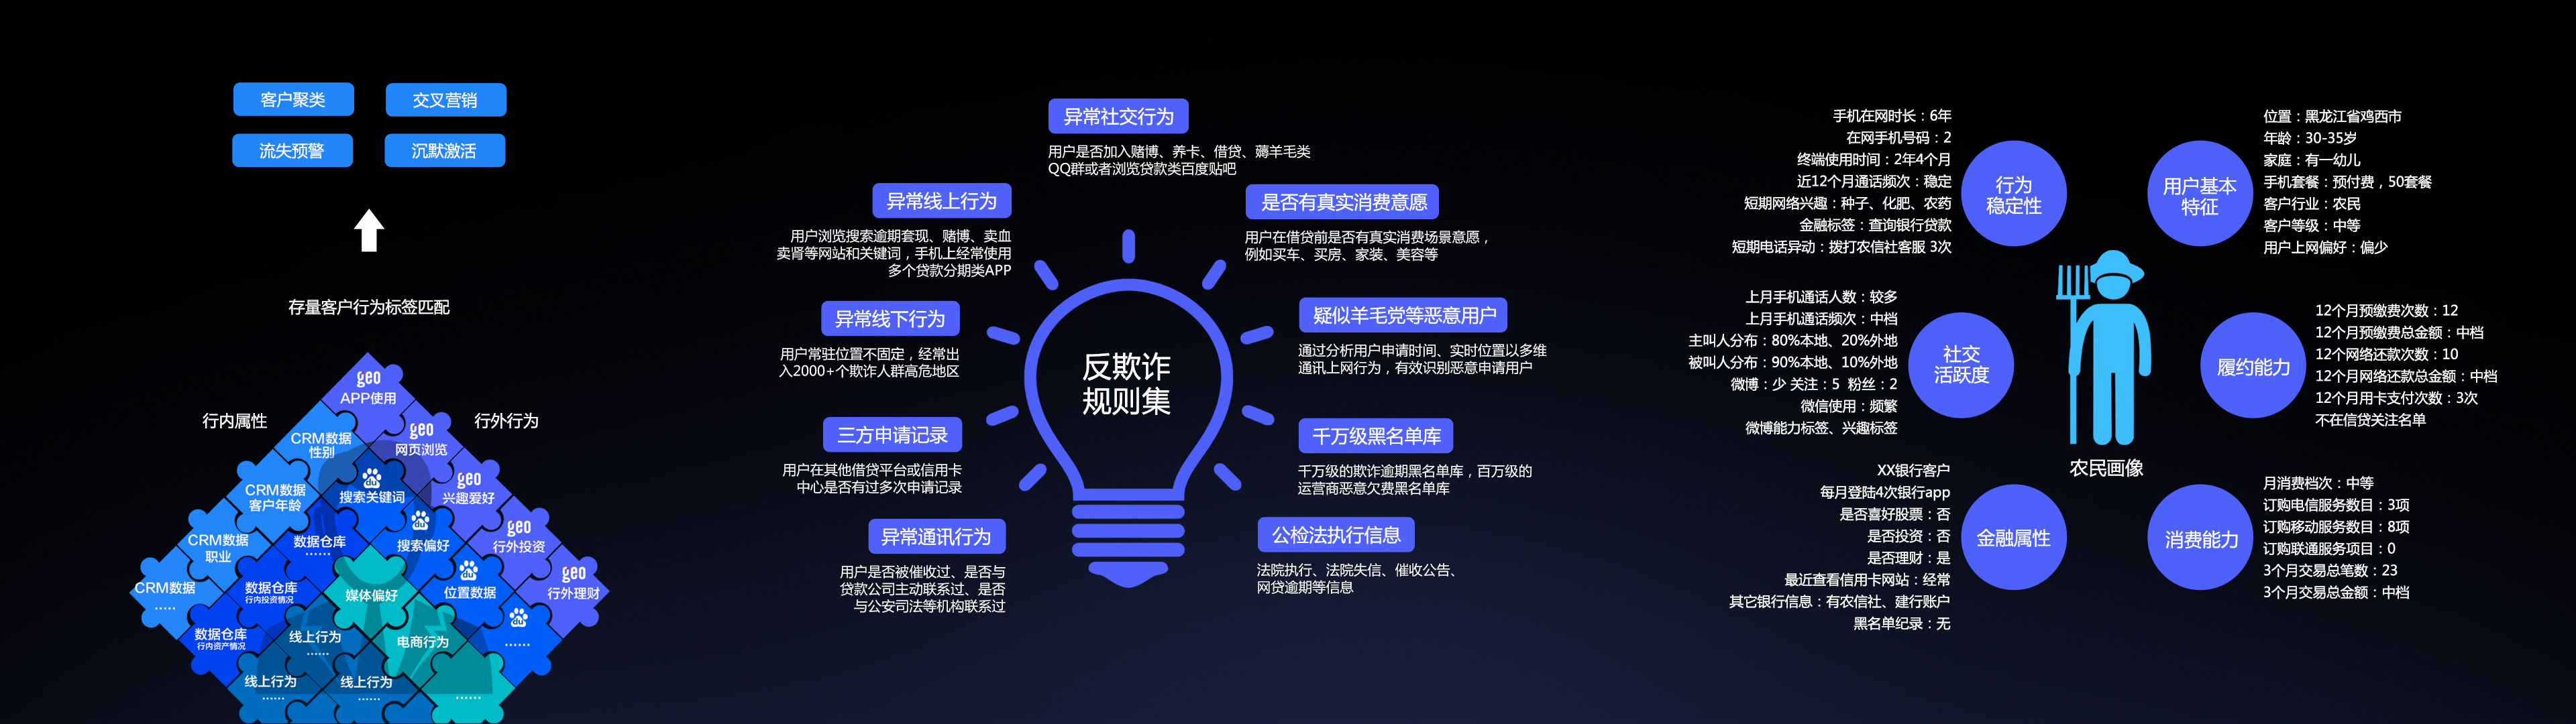 客户聚类
交叉营销
流失预警
沉默激活
存量客户行为标签匹配
行内属性
行外行为
geo
APP使用
CRM数据
性别
geo
网页浏览
CRM数据
客户年龄
du
搜索关键词
geo
兴趣爱好
CRM数据
职业
数据仓库
......
du
搜索偏好
geo
行外投资
CRM数据
.....
数据仓库
行内投资情况
媒体偏好
du
位置数据
geo
行外理财
数据仓库
行内资产情况
线上行为
......
电商行为
du
......
线上行为
......
线上行为
......
......
反欺诈
规则集
异常社交行为
用户是否加入赌博、养卡、借贷、薅羊毛类
QQ群或者浏览贷款类百度贴吧
异常线上行为
用户浏览搜索逾期套现、赌博、卖血
卖肾等网站和关键词，手机上经常使用
多个贷款分期类APP
异常线下行为
用户常驻位置不固定，经常出
入2000+个欺诈人群高危地区
三方申请记录
用户在其他借贷平台或信用卡
中心是否有过多次申请记录
异常通讯行为
用户是否被催收过、是否与
贷款公司主动联系过、是否
与公安司法等机构联系过
是否有真实消费意愿
用户在借贷前是否有真实消费场景意愿，
例如买车、买房、家装、美容等
疑似羊毛党等恶意用户
通过分析用户申请时间、实时位置以多维
通讯上网行为，有效识别恶意申请用户
千万级黑名单库
千万级的欺诈逾期黑名单库，百万级的
运营商恶意欠费黑名单库
公检法执行信息
法院执行、法院失信、催收公告、
网贷逾期等信息
手机在网时长：6年
在网手机号码：2
终端使用时间：2年4个月
近12个月通话频次：稳定
短期网络兴趣：种子、化肥、农药
金融标签：查询银行贷款
短期电话异动：拨打农信社客服 3次
行为
稳定性
上月手机通话人数：较多
上月手机通话频次：中档
主叫人分布：80%本地、20%外地
被叫人分布：90%本地、10%外地
微博：少 关注：5 粉丝：2
微信使用：频繁
微博能力标签、兴趣标签
社交
活跃度
XX银行客户
每月登陆4次银行app
是否喜好股票：否
是否投资：否
是否理财：是
最近查看信用卡网站：经常
其它银行信息：有农信社、建行账户
黑名单纪录：无
金融属性
农民画像
用户基本
特征
位置：黑龙江省鸡西市
年龄：30-35岁
家庭：有一幼儿
手机套餐：预付费，50套餐
客户行业：农民
客户等级：中等
用户上网偏好：偏少
履约能力
12个月预缴费次数：12
12个月预缴费总金额：中档
12个网络还款次数：10
12个月网络还款总金额：中档
12个月用卡支付次数：3次
不在信贷关注名单
消费能力
月消费档次：中等
订购电信服务数目：3项
订购移动服务数目：8项
订购联通服务项目：0
3个月交易总笔数：23
3个月交易总金额：中档